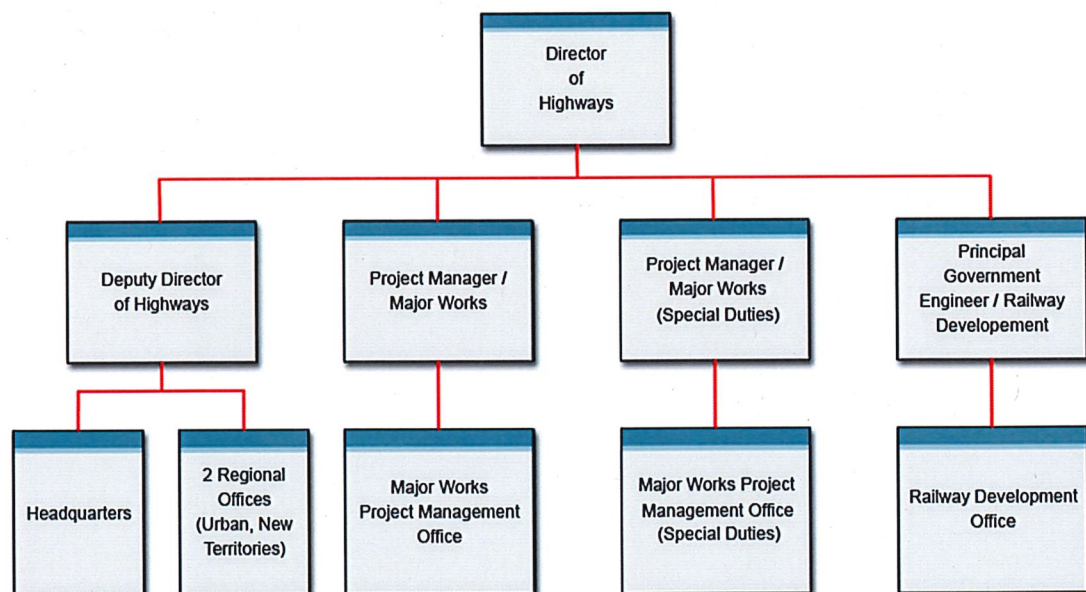 Director
of
Highways
Deputy Director
of Highways
Project Manager /
Major Works
Project Manager /
Major Works
(Special Duties)
Principal
Government
Engineer / Railway
Developement
Headquarters
2 Regional
Offices
(Urban, New
Territories)
Major Works
Project Management
Office
Major Works Project
Management Office
(Special Duties)
Railway Development
Office